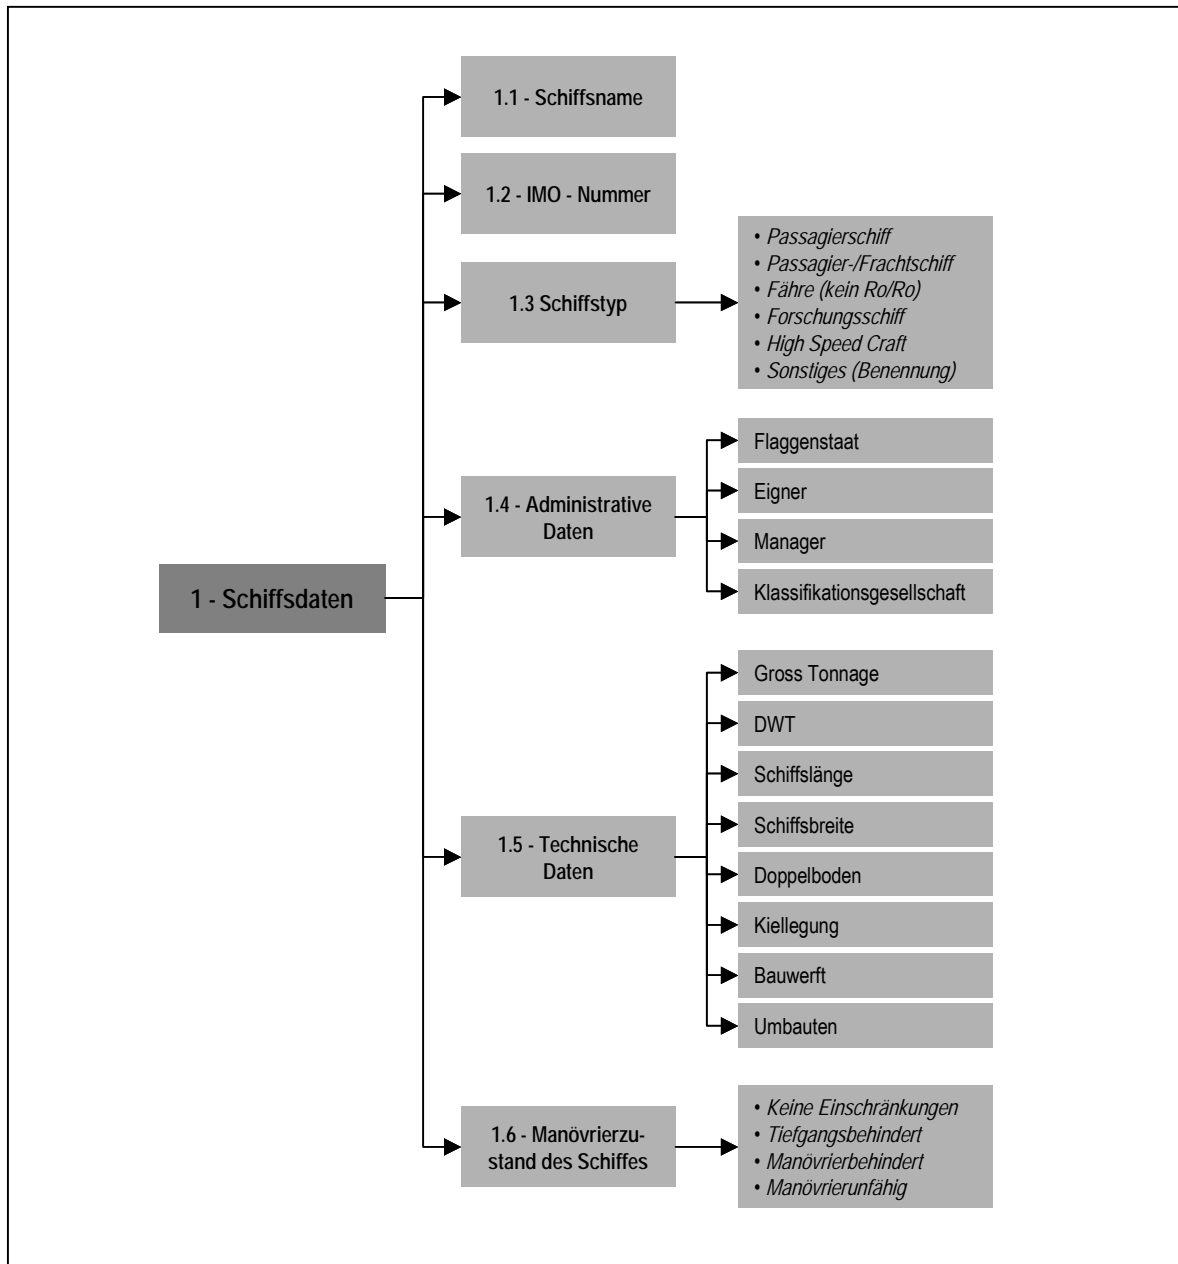 1 - Schiffsdaten
1.1 - Schiffsname
1.2 - IMO - Nummer
1.3 Schiffstyp
• Passagierschiff
• Passagier-/Frachtschiff
• Fähre (kein Ro/Ro)
• Forschungsschiff
• High Speed Craft
• Sonstiges (Benennung)
1.4 - Administrative
Daten
Flaggenstaat
Eigner
Manager
Klassifikationsgesellschaft
1.5 - Technische
Daten
Gross Tonnage
DWT
Schiffslänge
Schiffsbreite
Doppelboden
Kiellegung
Bauwerft
Umbauten
1.6 - Manövrierzu-
stand des Schiffes
• Keine Einschränkungen
• Tiefgangsbehindert
• Manövrierbehindert
• Manövrierunfähig